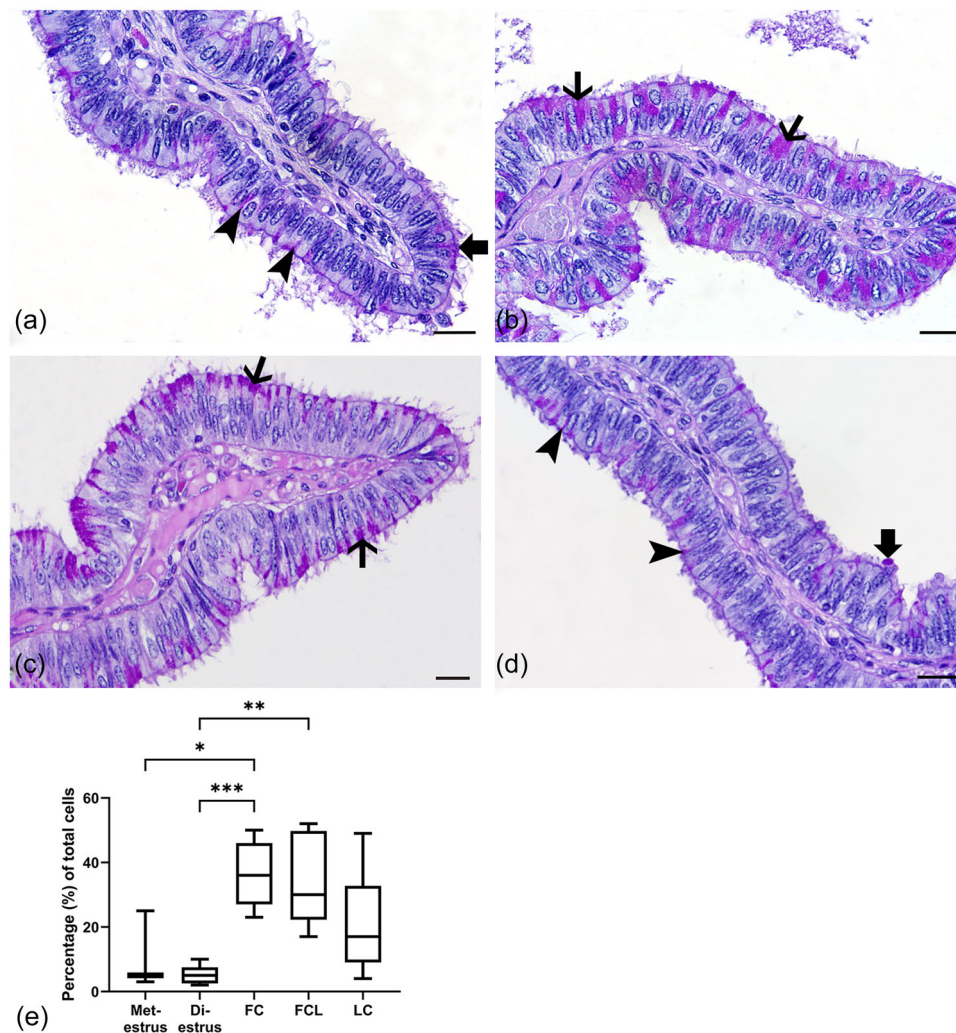 (a)
(b)
(c)
(d)
**
*
***
Percentage (%) of total cells
60
40
20
0
Met-
estrus
Di-
estrus
FC
FCL
LC
(e)